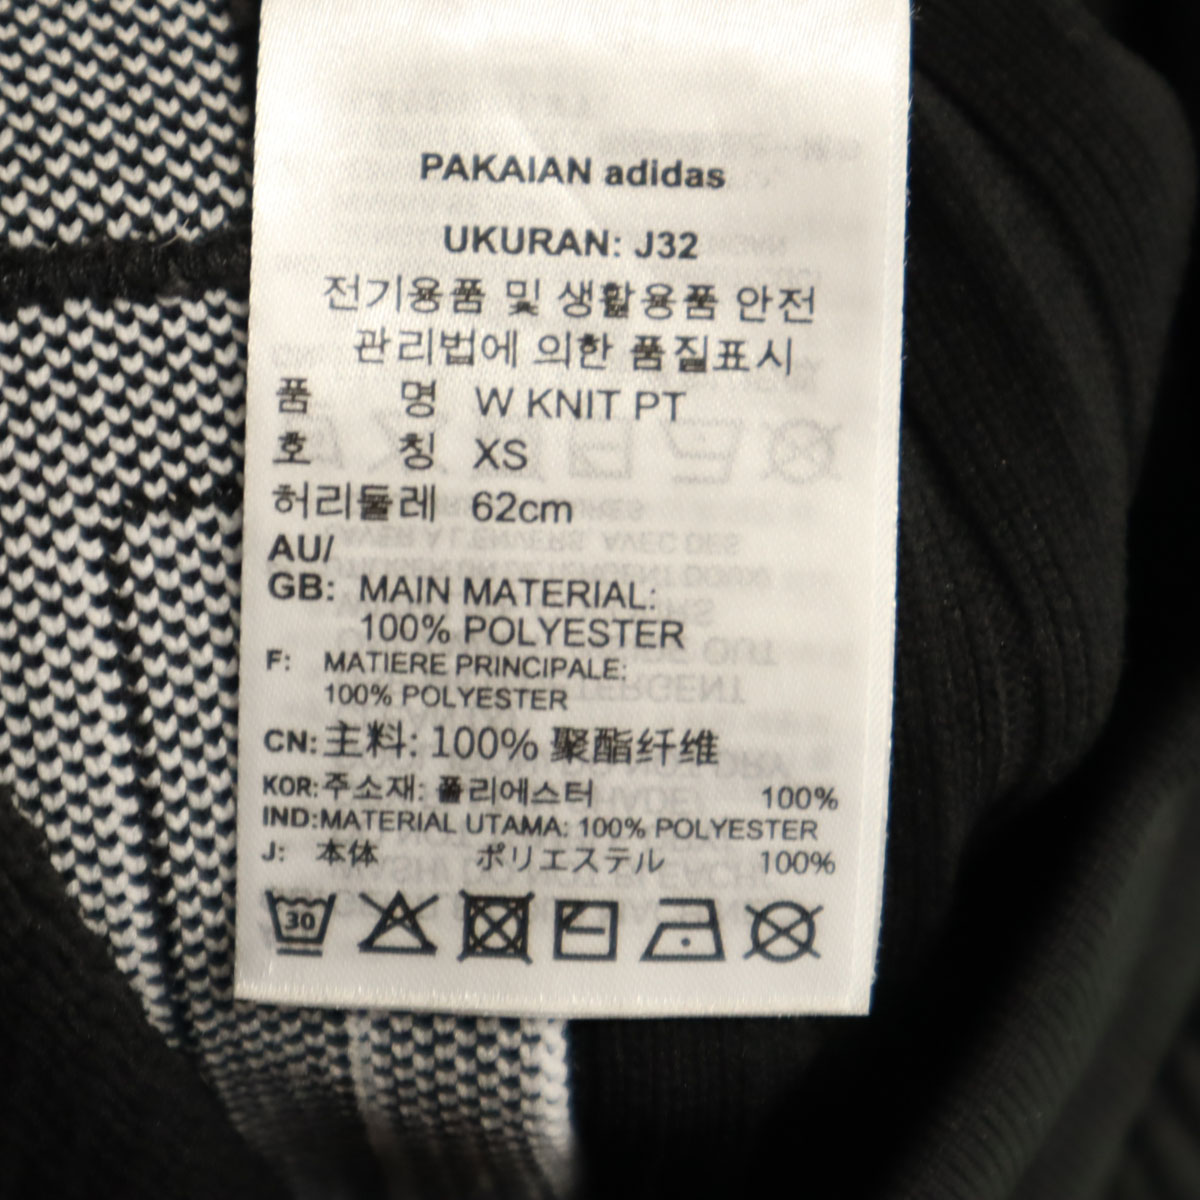 PAKAIAN adidas
UKURAN: J32
전기용품 및 생활용품 안전
관리법에 의한 품질표시
품 명 W KNIT PT
호 칭 XS
허리둘레 62cm
AU/
GB: MAIN MATERIAL:
100% POLYESTER
F: MATIERE PRINCIPALE:
100% POLYESTER
CN: 主料: 100% 聚酯纤维
KOR: 주소재: 폴리에스터 100%
IND: MATERIAL UTAMA: 100% POLYESTER
J: 本体 ポリエステル 100%
30